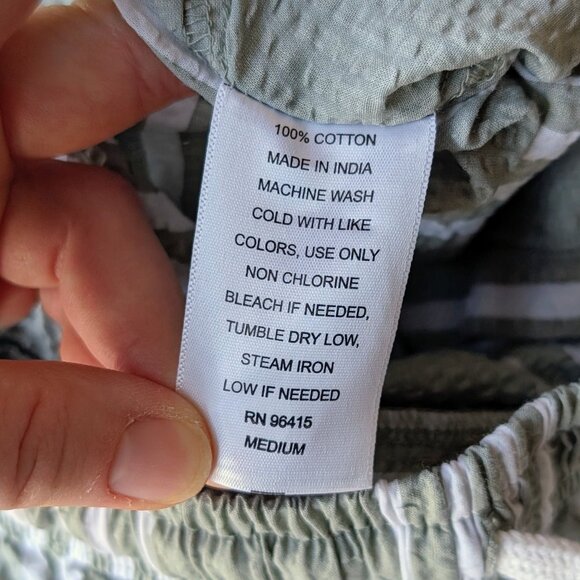 100% COTTON
MADE IN INDIA
MACHINE WASH
COLD WITH LIKE
COLORS, USE ONLY
NON CHLORINE
BLEACH IF NEEDED,
TUMBLE DRY LOW,
STEAM IRON
LOW IF NEEDED
RN 96415
MEDIUM